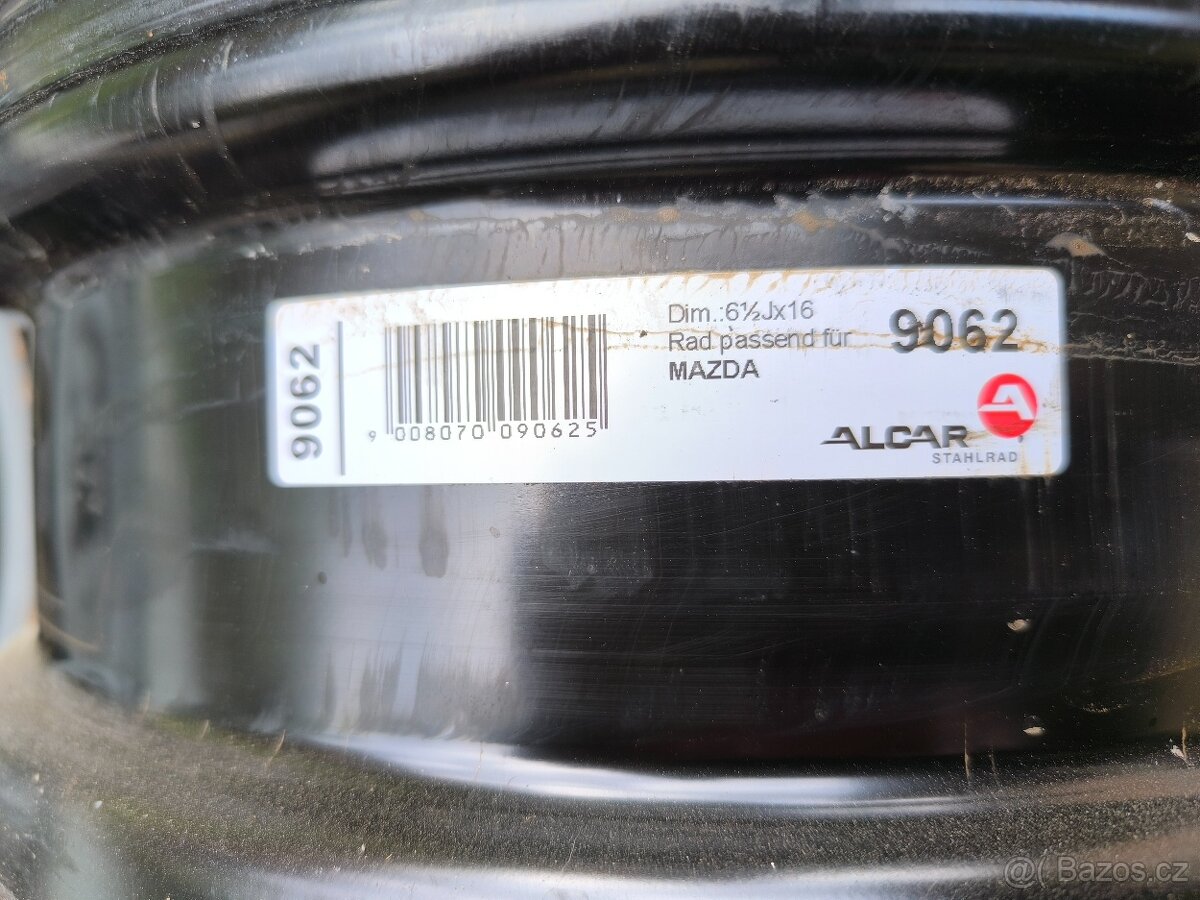 9062
9 008070 090625
Dim.:6½Jx16
Rad passend für
MAZDA
9062
ALCAR
STAHLRAD
@( Bazos.cz